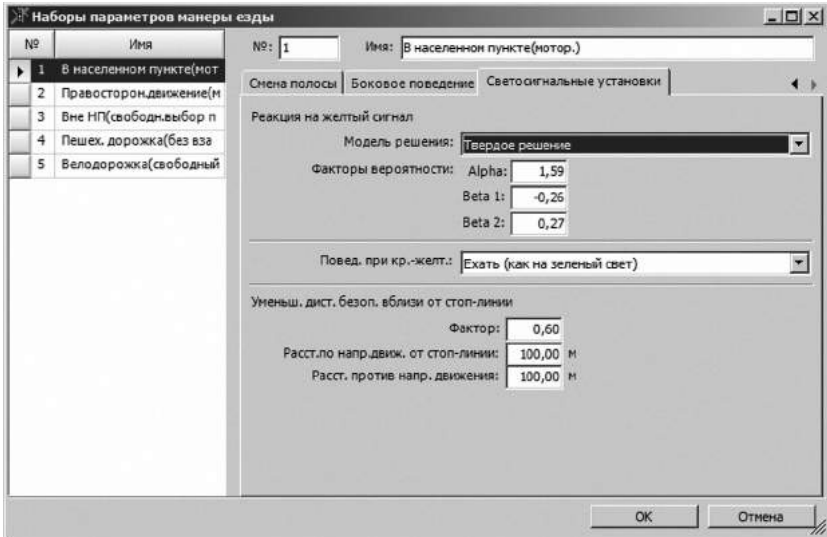 Наборы параметров манеры езды
№ Имя
1 В населенном пункте(мот
2 Правосторон.движение(м
3 Вне НП(свободн.выбор п
4 Пешех. дорожка(без вза
5 Велодорожка(свободный
№: 1 Имя: В населенном пункте(мотор.)
Смена полосы Боковое поведение Светосигнальные установки
Реакция на желтый сигнал
Модель решения: Твердое решение
Факторы вероятности: Alpha: 1,59
Beta 1: -0,26
Beta 2: 0,27
Повед. при кр.-желт.: Ехать (как на зеленый свет)
Уменьш. дист. безоп. вблизи от стоп-линии
Фактор: 0,60
Расст.по напр.движ. от стоп-линии: 100,00 м
Расст. против напр. движения: 100,00 м
OK Отмена